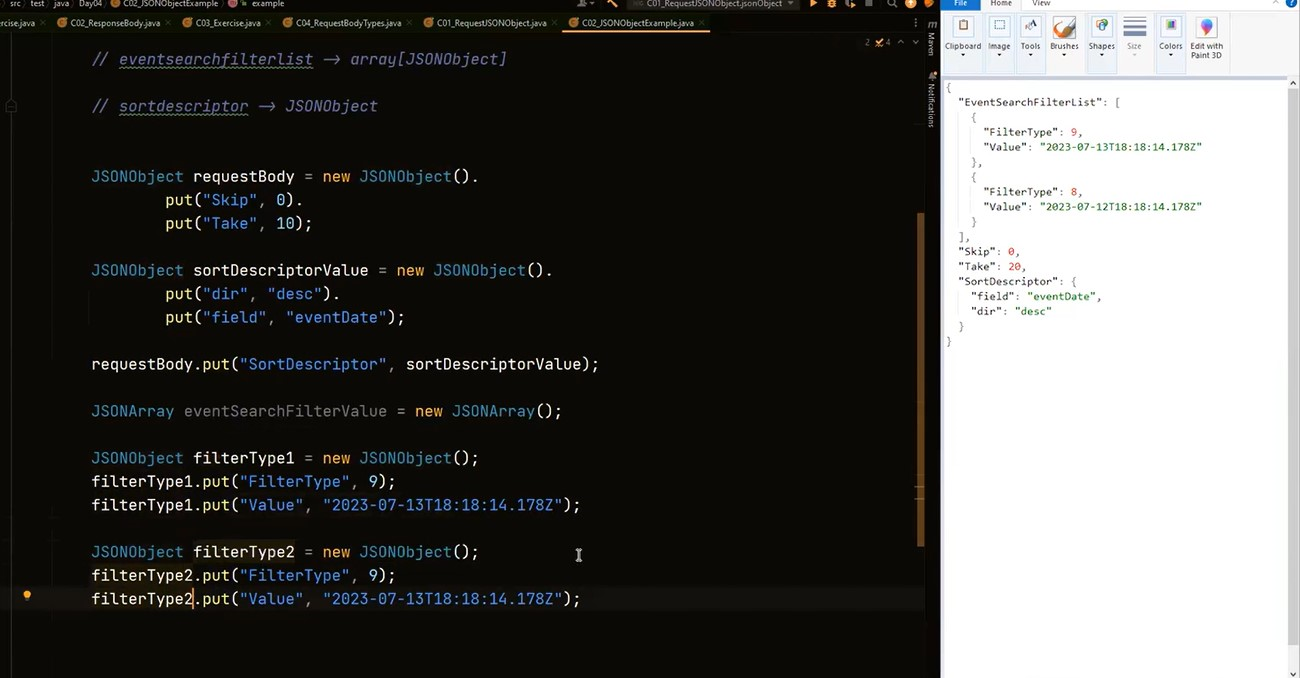 src test java Day04 C02_JSONObjectExample example
C01_RequestJSONObject.jsonObject
rcise.java C02_ResponseBody.java C03_Exercise.java C04_RequestBodyTypes.java C01_RequestJSONObject.java C02_JSONObjectExample.java
2 4
Maven
Notifications
// eventsearchfilterlist -> array[JSONObject]
// sortdescriptor -> JSONObject
JSONObject requestBody = new JSONObject().
put("Skip", 0).
put("Take", 10);
JSONObject sortDescriptorValue = new JSONObject().
put("dir", "desc").
put("field", "eventDate");
requestBody.put("SortDescriptor", sortDescriptorValue);
JSONArray eventSearchFilterValue = new JSONArray();
JSONObject filterType1 = new JSONObject();
filterType1.put("FilterType", 9);
filterType1.put("Value", "2023-07-13T18:18:14.178Z");
JSONObject filterType2 = new JSONObject();
filterType2.put("FilterType", 9);
filterType2.put("Value", "2023-07-13T18:18:14.178Z");
File Home View
Clipboard Image Tools Brushes Shapes Size Colors Edit with
Paint 3D
{
"EventSearchFilterList": [
{
"FilterType": 9,
"Value": "2023-07-13T18:18:14.178Z"
},
{
"FilterType": 8,
"Value": "2023-07-12T18:18:14.178Z"
}
],
"Skip": 0,
"Take": 20,
"SortDescriptor": {
"field": "eventDate",
"dir": "desc"
}
}